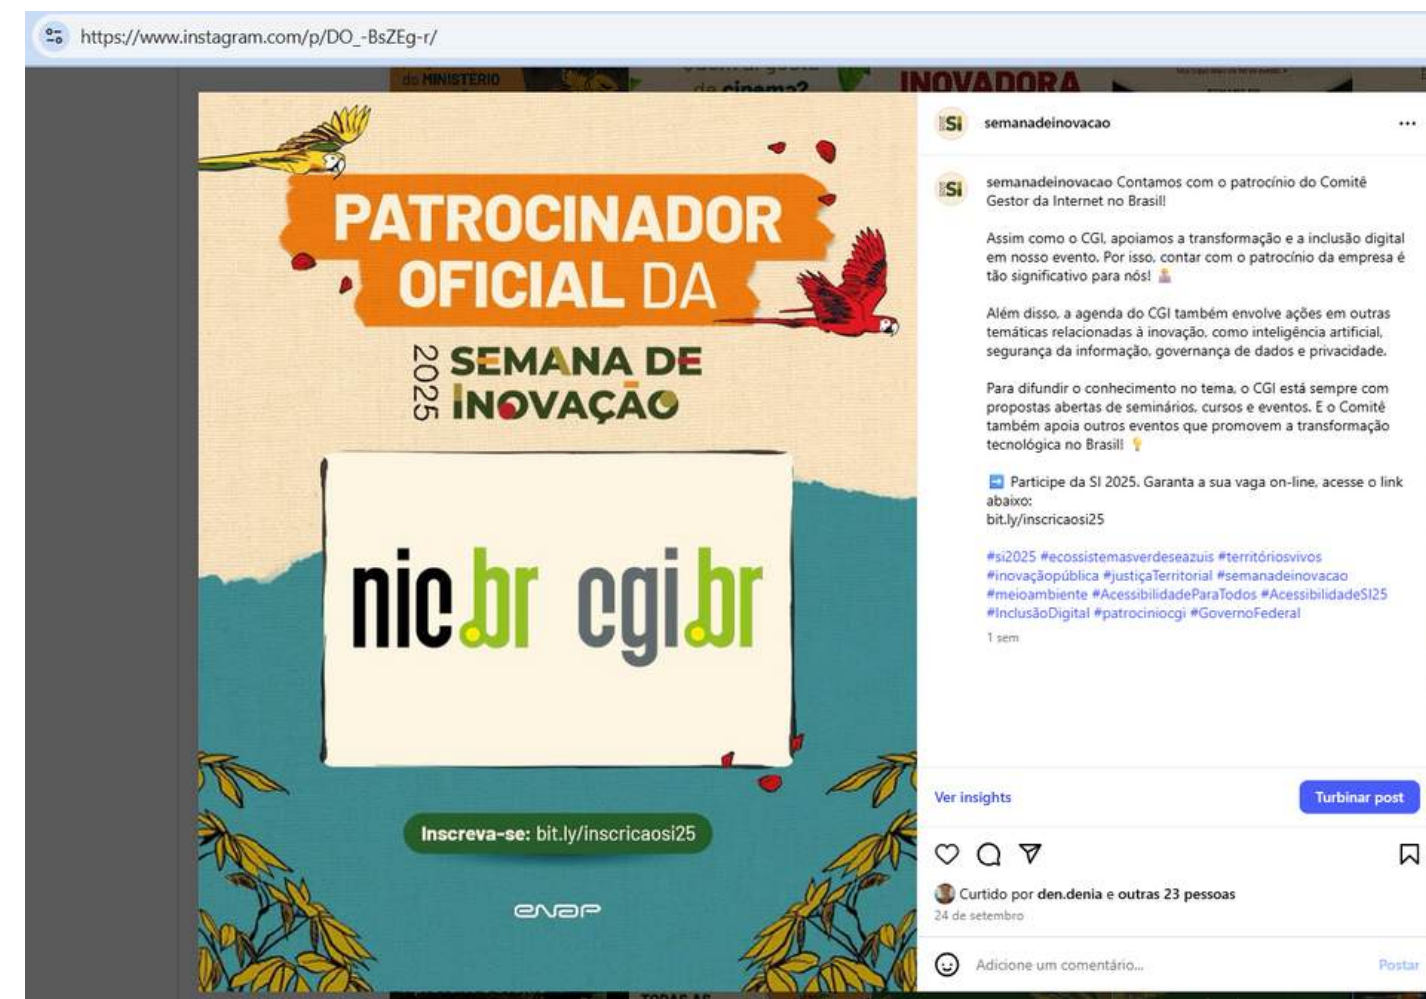 https://www.instagram.com/p/DO_-BsZEg-r/
do MINISTÉRIO
de cinema?
INOVADORA
PATROCINADOR
OFICIAL DA
2025
SEMANA DE
INOVAÇÃO
nic.br cgi.br
Inscreva-se: bit.ly/inscricaosi25
enap
semanadeinovacao
semanadeinovacao Contamos com o patrocínio do Comitê
Gestor da Internet no Brasil!
Assim como o CGI, apoiamos a transformação e a inclusão digital
em nosso evento. Por isso, contar com o patrocínio da empresa é
tão significativo para nós!
Além disso, a agenda do CGI também envolve ações em outras
temáticas relacionadas à inovação, como inteligência artificial,
segurança da informação, governança de dados e privacidade.
Para difundir o conhecimento no tema, o CGI está sempre com
propostas abertas de seminários, cursos e eventos. E o Comitê
também apoia outros eventos que promovem a transformação
tecnológica no Brasil!
Participe da SI 2025. Garanta a sua vaga on-line, acesse o link
abaixo:
bit.ly/inscricaosi25
#si2025 #ecossistemasverdeseazuis #territóriosvivos
#inovaçãopública #justiçaTerritorial #semanadeinovacao
#meioambiente #AcessibilidadeParaTodos #AcessibilidadeSI25
#InclusãoDigital #patrociniocgi #GovernoFederal
1 sem
Ver insights
Turbinar post
Curtido por den.denia e outras 23 pessoas
24 de setembro
Adicione um comentário...
Postar